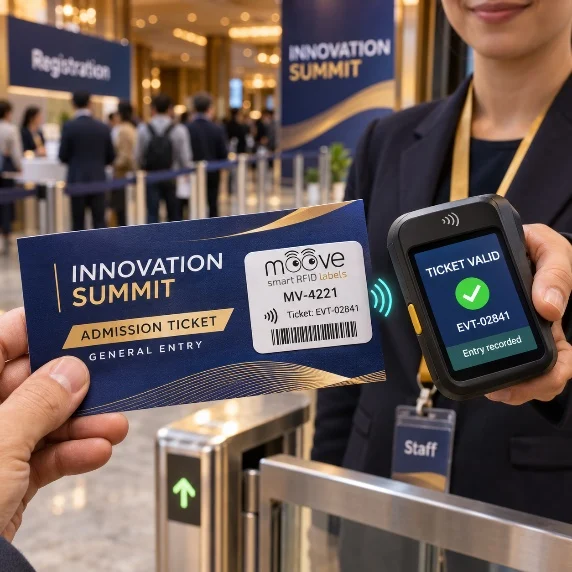 Registration
INNOVATION
SUMMIT
INNOVATION
SUMMIT
ADMISSION TICKET
GENERAL ENTRY
moove
smart RFID labels
MV-4221
Ticket: EVT-02841
TICKET VALID
EVT-02841
Entry recorded
Staff